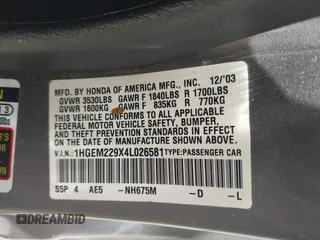 MFD. BY HONDA OF AMERICA MFG., INC. 12/03
GVWR 3530LBS GAWR F 1840LBS R 1700LBS
GVWR 1600KG GAWR F 835KG R 770KG
THIS VEHICLE CONFORMS TO ALL APPLICABLE
FEDERAL MOTOR VEHICLE SAFETY, BUMPER,
AND THEFT PREVENTION STANDARDS IN EFFECT
ON THE DATE OF MANUFACTURE SHOWN ABOVE.
V.I.N.: 1HGEM229X4L026581 TYPE: PASSENGER CAR
S5P 4 AE5 -NH675M -D -L
© AutoBidMaster